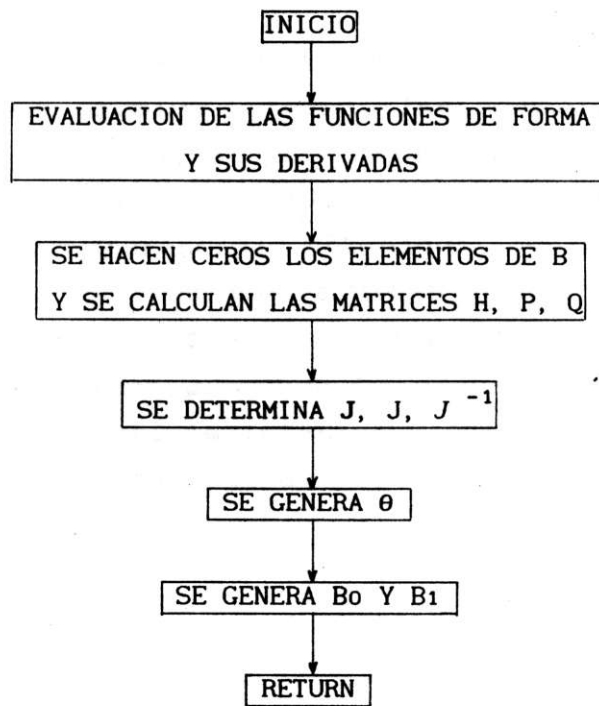 INICIO
EVALUACION DE LAS FUNCIONES DE FORMA
Y SUS DERIVADAS
SE HACEN CEROS LOS ELEMENTOS DE B
Y SE CALCULAN LAS MATRICES H, P, Q
SE DETERMINA J, J, J⁻¹
SE GENERA θ
SE GENERA B₀ Y B₁
RETURN